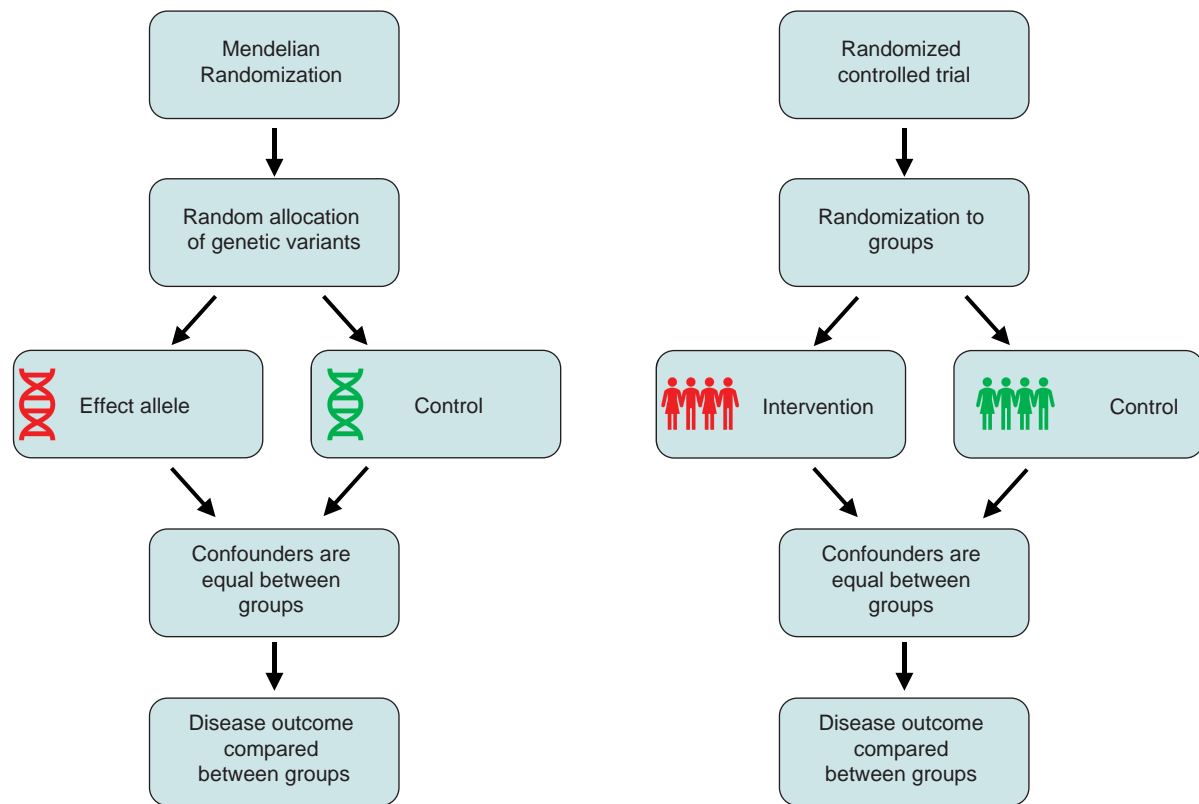 Mendelian
Randomization
Random allocation
of genetic variants
Effect allele
Control
Confounders are
equal between
groups
Disease outcome
compared
between groups
Randomized
controlled trial
Randomization to
groups
Intervention
Control
Confounders are
equal between
groups
Disease outcome
compared
between groups